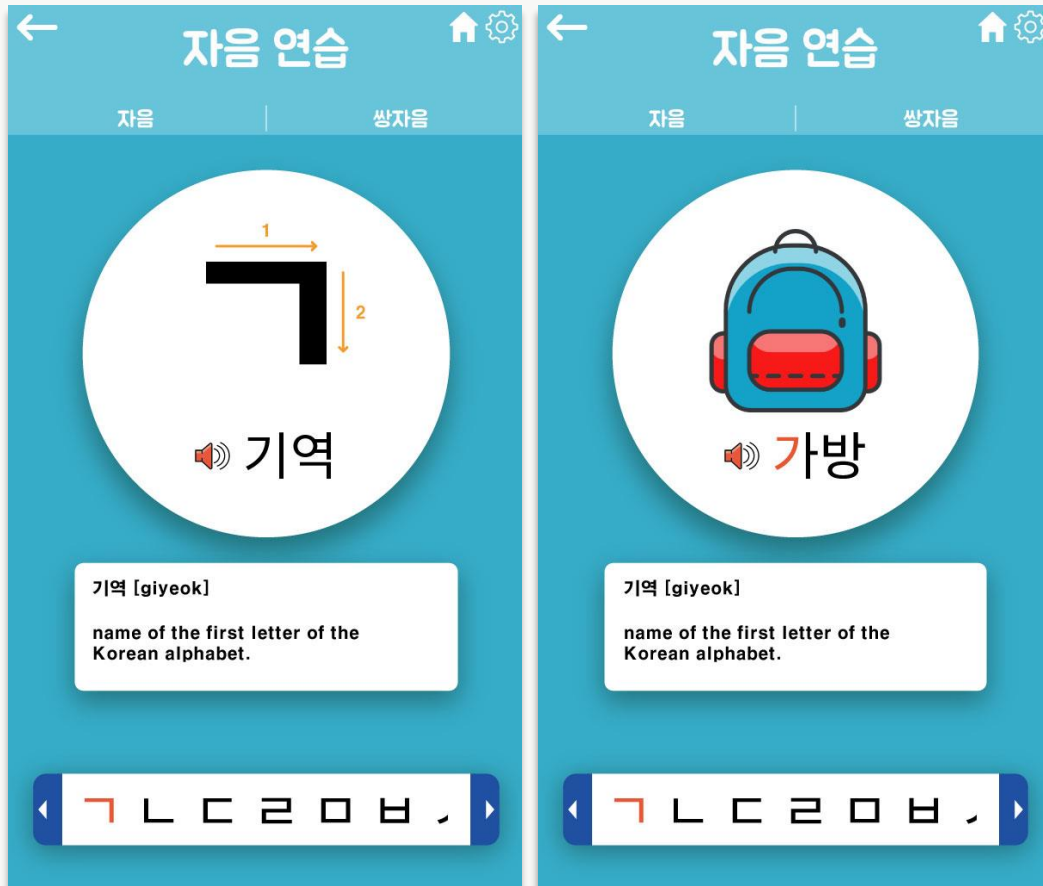 자음 연습
자음 쌍자음
1
2
기역
기역 [giyeok]
name of the first letter of the
Korean alphabet.
ㄱ ㄴ ㄷ ㄹ ㅁ ㅂ
자음 연습
자음 쌍자음
가방
기역 [giyeok]
name of the first letter of the
Korean alphabet.
ㄱ ㄴ ㄷ ㄹ ㅁ ㅂ